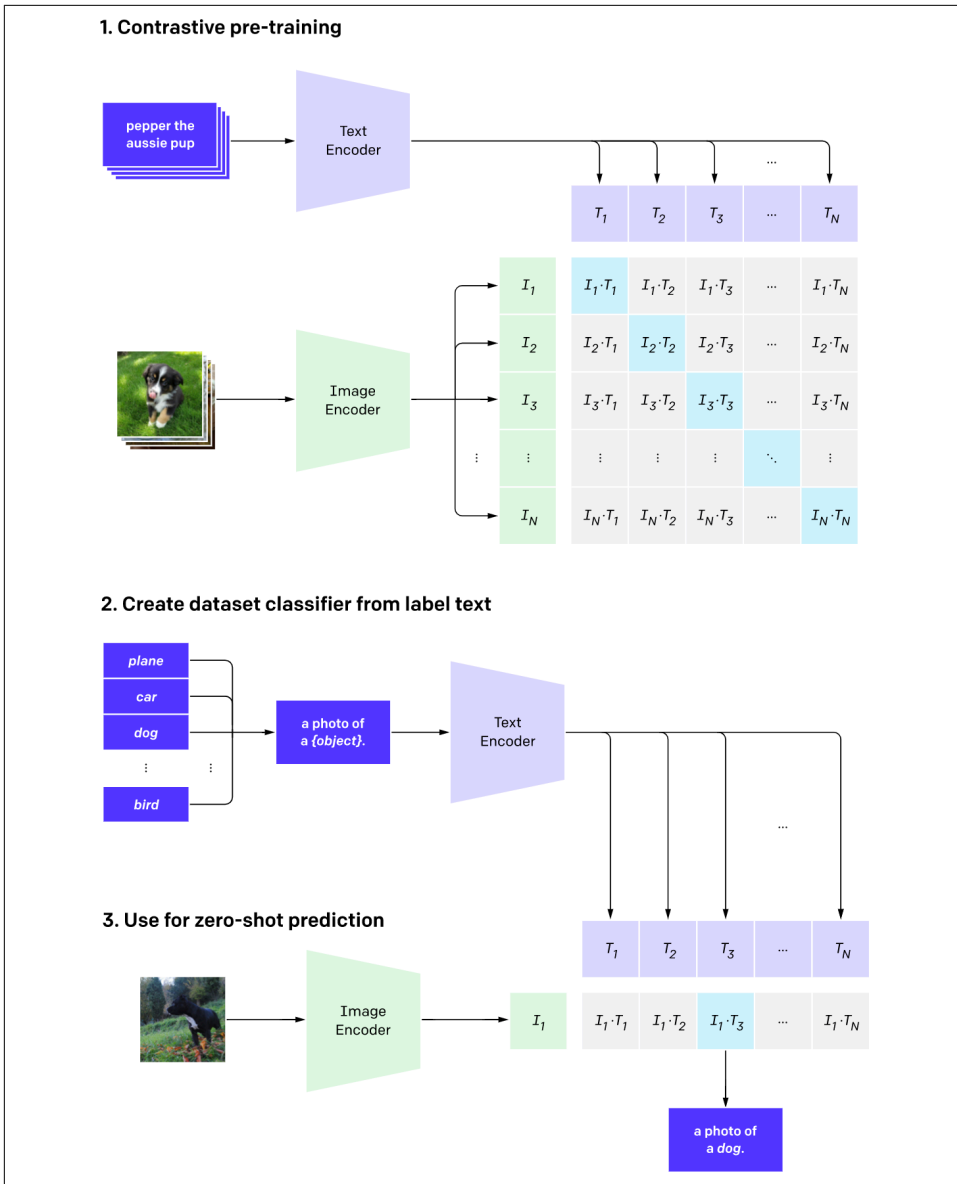 1. Contrastive pre-training
pepper the
aussie pup
Text
Encoder
...
T1 T2 T3 ... TN
I1 I1·T1 I1·T2 I1·T3 ... I1·TN
I2 I2·T1 I2·T2 I2·T3 ... I2·TN
Image
Encoder
I3 I3·T1 I3·T2 I3·T3 ... I3·TN
⋮ ⋮ ⋮ ⋮ ⋮ ⋱ ⋮
IN IN·T1 IN·T2 IN·T3 ... IN·TN
2. Create dataset classifier from label text
plane
car
dog
⋮ ⋮
bird
a photo of
a {object}.
Text
Encoder
...
3. Use for zero-shot prediction
T1 T2 T3 ... TN
Image
Encoder
I1 I1·T1 I1·T2 I1·T3 ... I1·TN
a photo of
a dog.